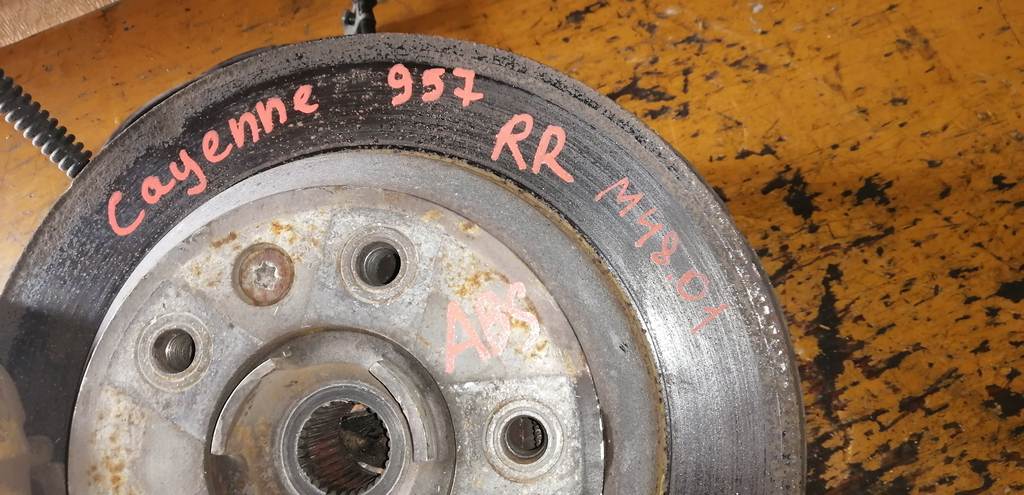 Cayenne 957 RR M48.01
ABS